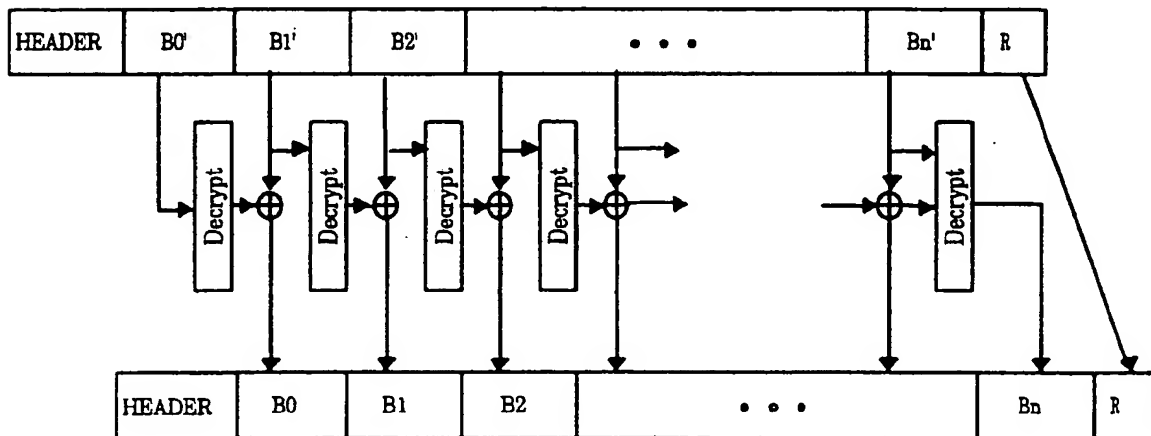 HEADER B0' B1' B2' • • • Bn' R
Decrypt Decrypt Decrypt Decrypt Decrypt
HEADER B0 B1 B2 • • • Bn R